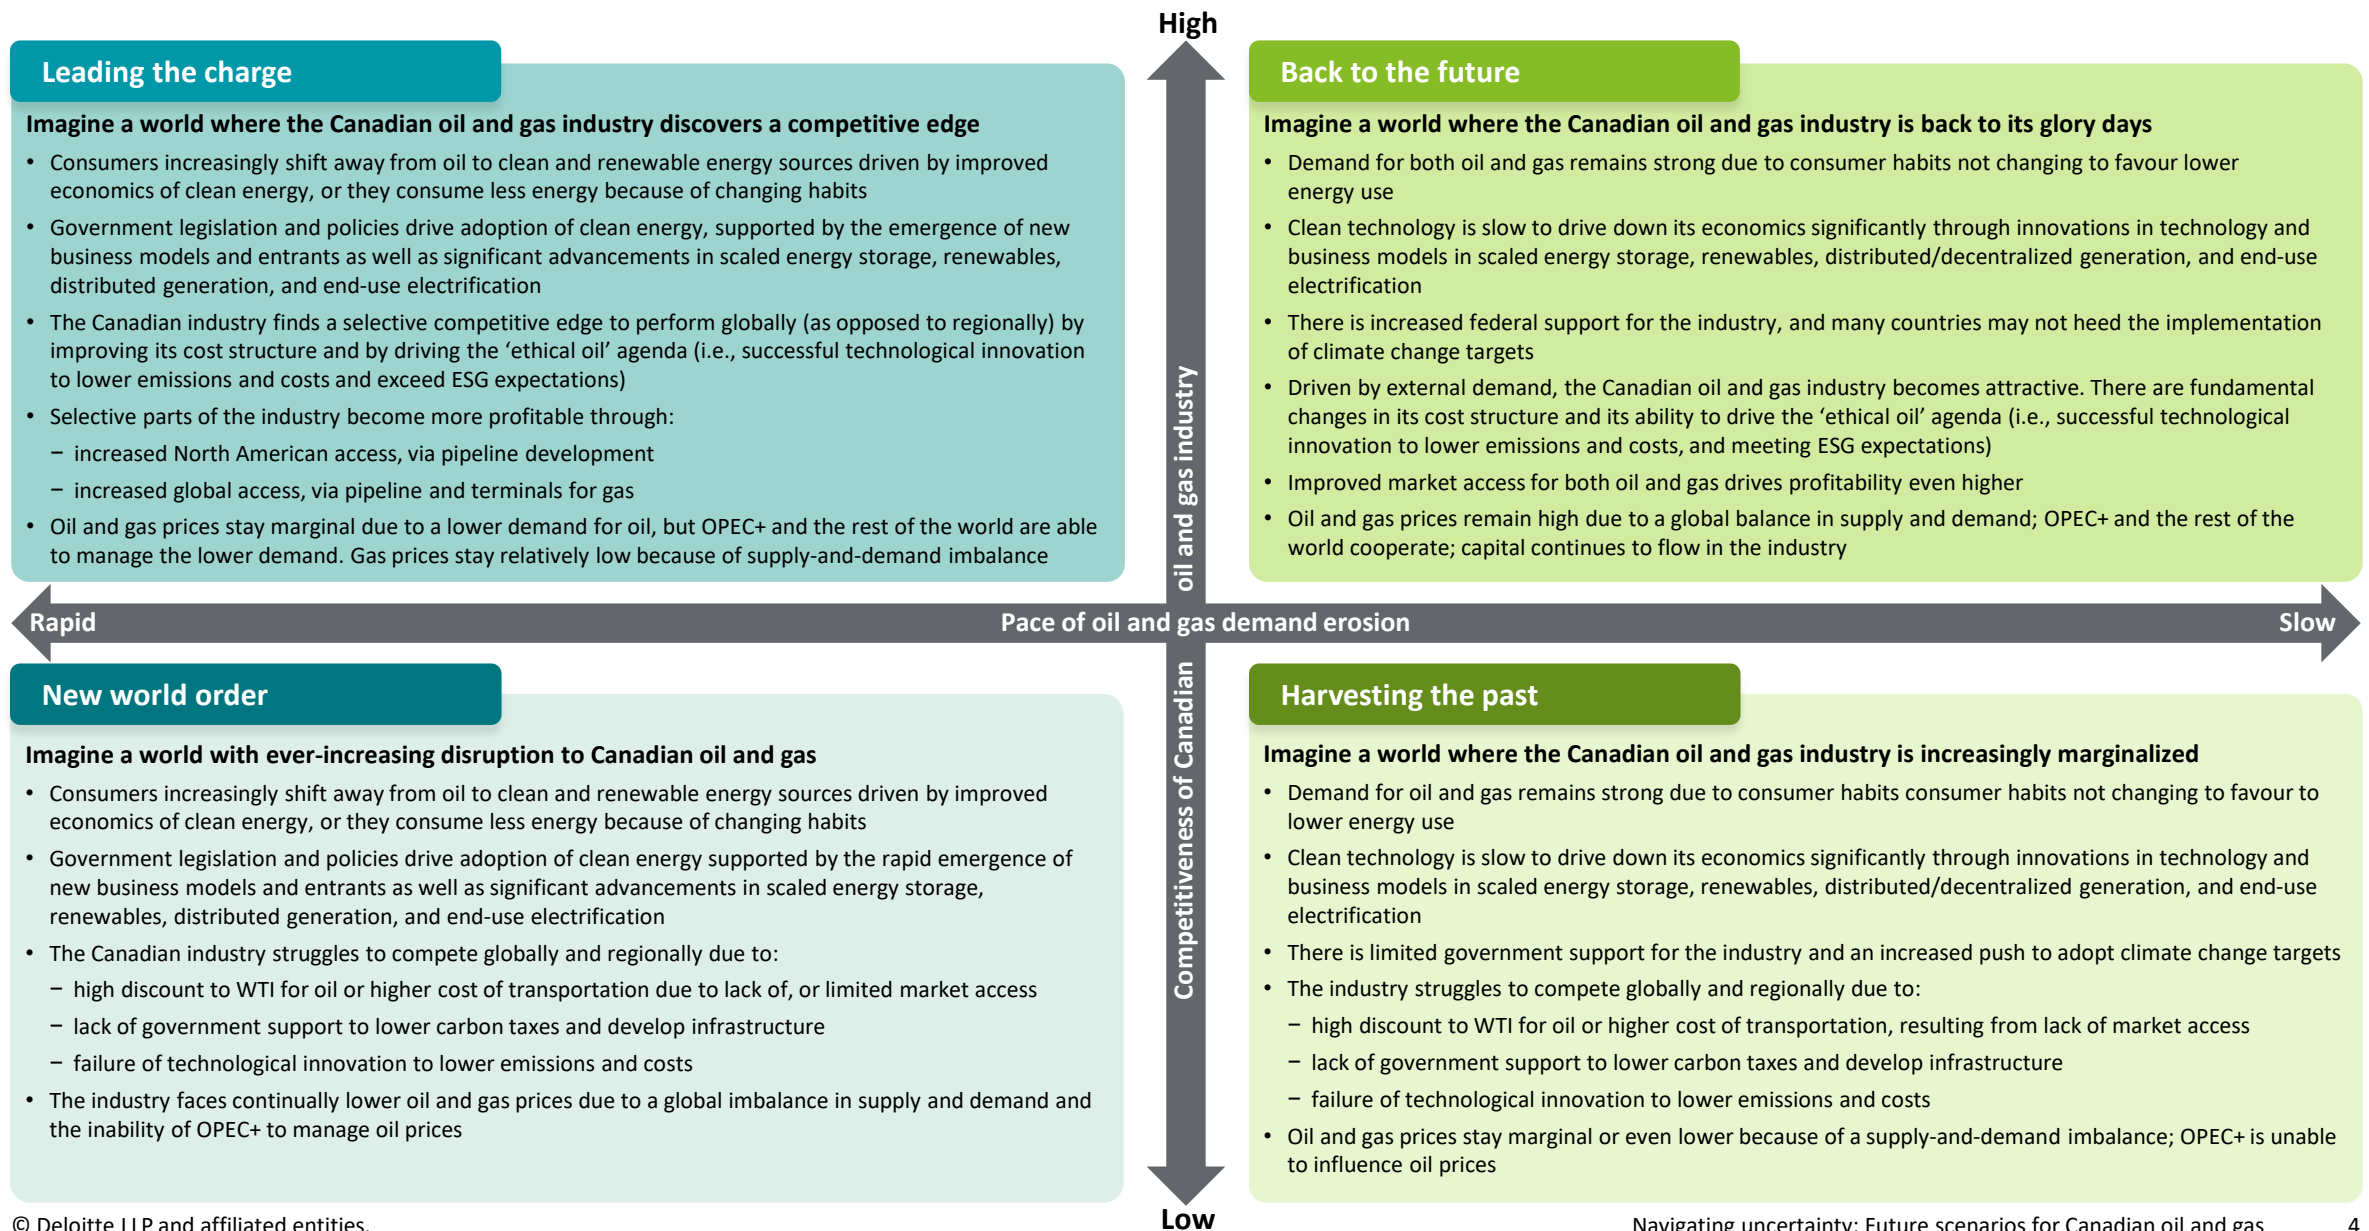 High
Leading the charge
Imagine a world where the Canadian oil and gas industry discovers a competitive edge
• Consumers increasingly shift away from oil to clean and renewable energy sources driven by improved
economics of clean energy, or they consume less energy because of changing habits
• Government legislation and policies drive adoption of clean energy, supported by the emergence of new
business models and entrants as well as significant advancements in scaled energy storage, renewables,
distributed generation, and end-use electrification
• The Canadian industry finds a selective competitive edge to perform globally (as opposed to regionally) by
improving its cost structure and by driving the ‘ethical oil’ agenda (i.e., successful technological innovation
to lower emissions and costs and exceed ESG expectations)
• Selective parts of the industry become more profitable through:
– increased North American access, via pipeline development
– increased global access, via pipeline and terminals for gas
• Oil and gas prices stay marginal due to a lower demand for oil, but OPEC+ and the rest of the world are able
to manage the lower demand. Gas prices stay relatively low because of supply-and-demand imbalance
Back to the future
Imagine a world where the Canadian oil and gas industry is back to its glory days
• Demand for both oil and gas remains strong due to consumer habits not changing to favour lower
energy use
• Clean technology is slow to drive down its economics significantly through innovations in technology and
business models in scaled energy storage, renewables, distributed/decentralized generation, and end-use
electrification
• There is increased federal support for the industry, and many countries may not heed the implementation
of climate change targets
• Driven by external demand, the Canadian oil and gas industry becomes attractive. There are fundamental
changes in its cost structure and its ability to drive the ‘ethical oil’ agenda (i.e., successful technological
innovation to lower emissions and costs, and meeting ESG expectations)
• Improved market access for both oil and gas drives profitability even higher
• Oil and gas prices remain high due to a global balance in supply and demand; OPEC+ and the rest of the
world cooperate; capital continues to flow in the industry
Rapid
Pace of oil and gas demand erosion
Slow
Competitiveness of Canadian oil and gas industry
New world order
Imagine a world with ever-increasing disruption to Canadian oil and gas
• Consumers increasingly shift away from oil to clean and renewable energy sources driven by improved
economics of clean energy, or they consume less energy because of changing habits
• Government legislation and policies drive adoption of clean energy supported by the rapid emergence of
new business models and entrants as well as significant advancements in scaled energy storage,
renewables, distributed generation, and end-use electrification
• The Canadian industry struggles to compete globally and regionally due to:
– high discount to WTI for oil or higher cost of transportation due to lack of, or limited market access
– lack of government support to lower carbon taxes and develop infrastructure
– failure of technological innovation to lower emissions and costs
• The industry faces continually lower oil and gas prices due to a global imbalance in supply and demand and
the inability of OPEC+ to manage oil prices
Harvesting the past
Imagine a world where the Canadian oil and gas industry is increasingly marginalized
• Demand for oil and gas remains strong due to consumer habits consumer habits not changing to favour to
lower energy use
• Clean technology is slow to drive down its economics significantly through innovations in technology and
business models in scaled energy storage, renewables, distributed/decentralized generation, and end-use
electrification
• There is limited government support for the industry and an increased push to adopt climate change targets
• The industry struggles to compete globally and regionally due to:
– high discount to WTI for oil or higher cost of transportation, resulting from lack of market access
– lack of government support to lower carbon taxes and develop infrastructure
– failure of technological innovation to lower emissions and costs
• Oil and gas prices stay marginal or even lower because of a supply-and-demand imbalance; OPEC+ is unable
to influence oil prices
Low
© Deloitte LLP and affiliated entities.
Navigating uncertainty: Future scenarios for Canadian oil and gas 4